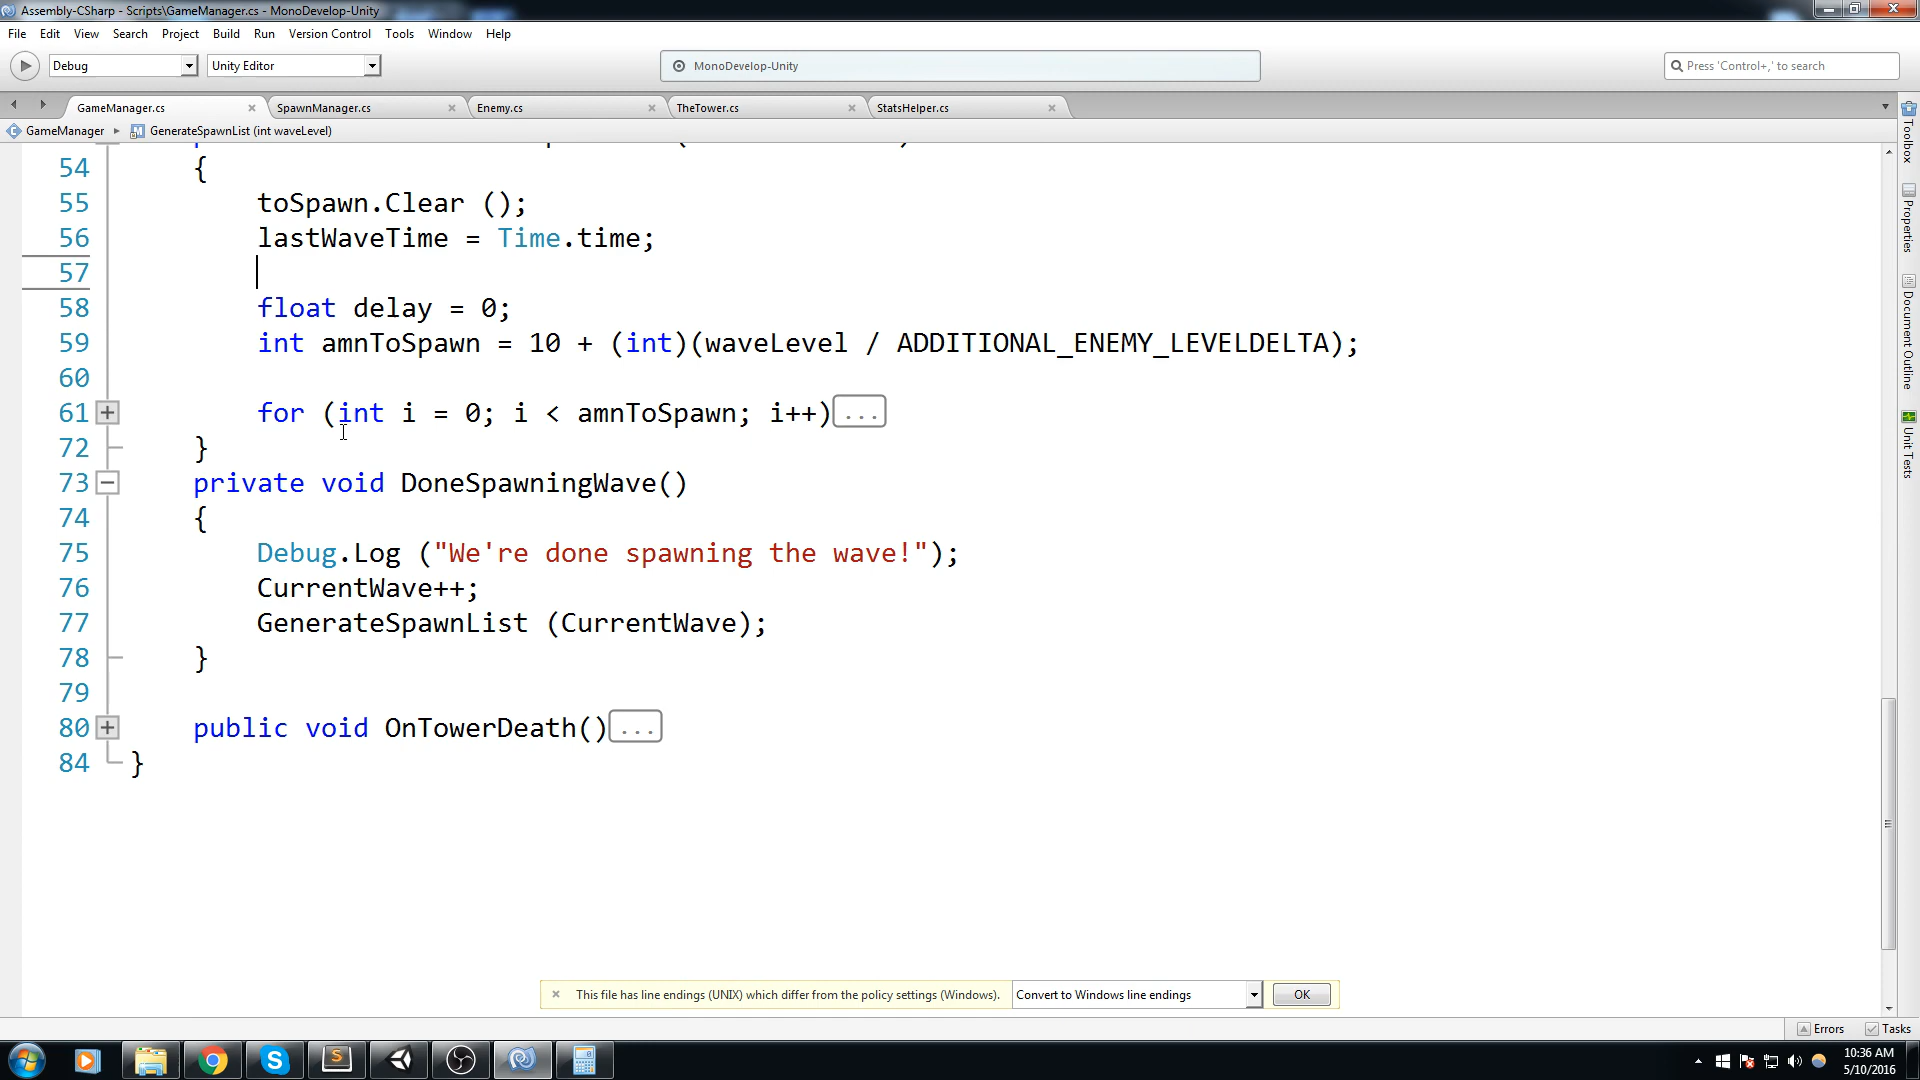 Assembly-CSharp - Scripts\GameManager.cs - MonoDevelop-Unity
File Edit View Search Project Build Run Version Control Tools Window Help
Debug Unity Editor MonoDevelop-Unity Press 'Control+,' to search
GameManager.cs SpawnManager.cs Enemy.cs TheTower.cs StatsHelper.cs
GameManager GenerateSpawnList (int waveLevel)
54 {
55 toSpawn.Clear ();
56 lastWaveTime = Time.time;
57
58 float delay = 0;
59 int amnToSpawn = 10 + (int)(waveLevel / ADDITIONAL_ENEMY_LEVELDELTA);
60
61 for (int i = 0; i < amnToSpawn; i++)...
72 }
73 private void DoneSpawningWave()
74 {
75 Debug.Log ("We're done spawning the wave!");
76 CurrentWave++;
77 GenerateSpawnList (CurrentWave);
78 }
79
80 public void OnTowerDeath()...
84 }
Toolbox
Properties
Document Outline
Unit Tests
This file has line endings (UNIX) which differ from the policy settings (Windows). Convert to Windows line endings OK
Errors Tasks
10:36 AM
5/10/2016